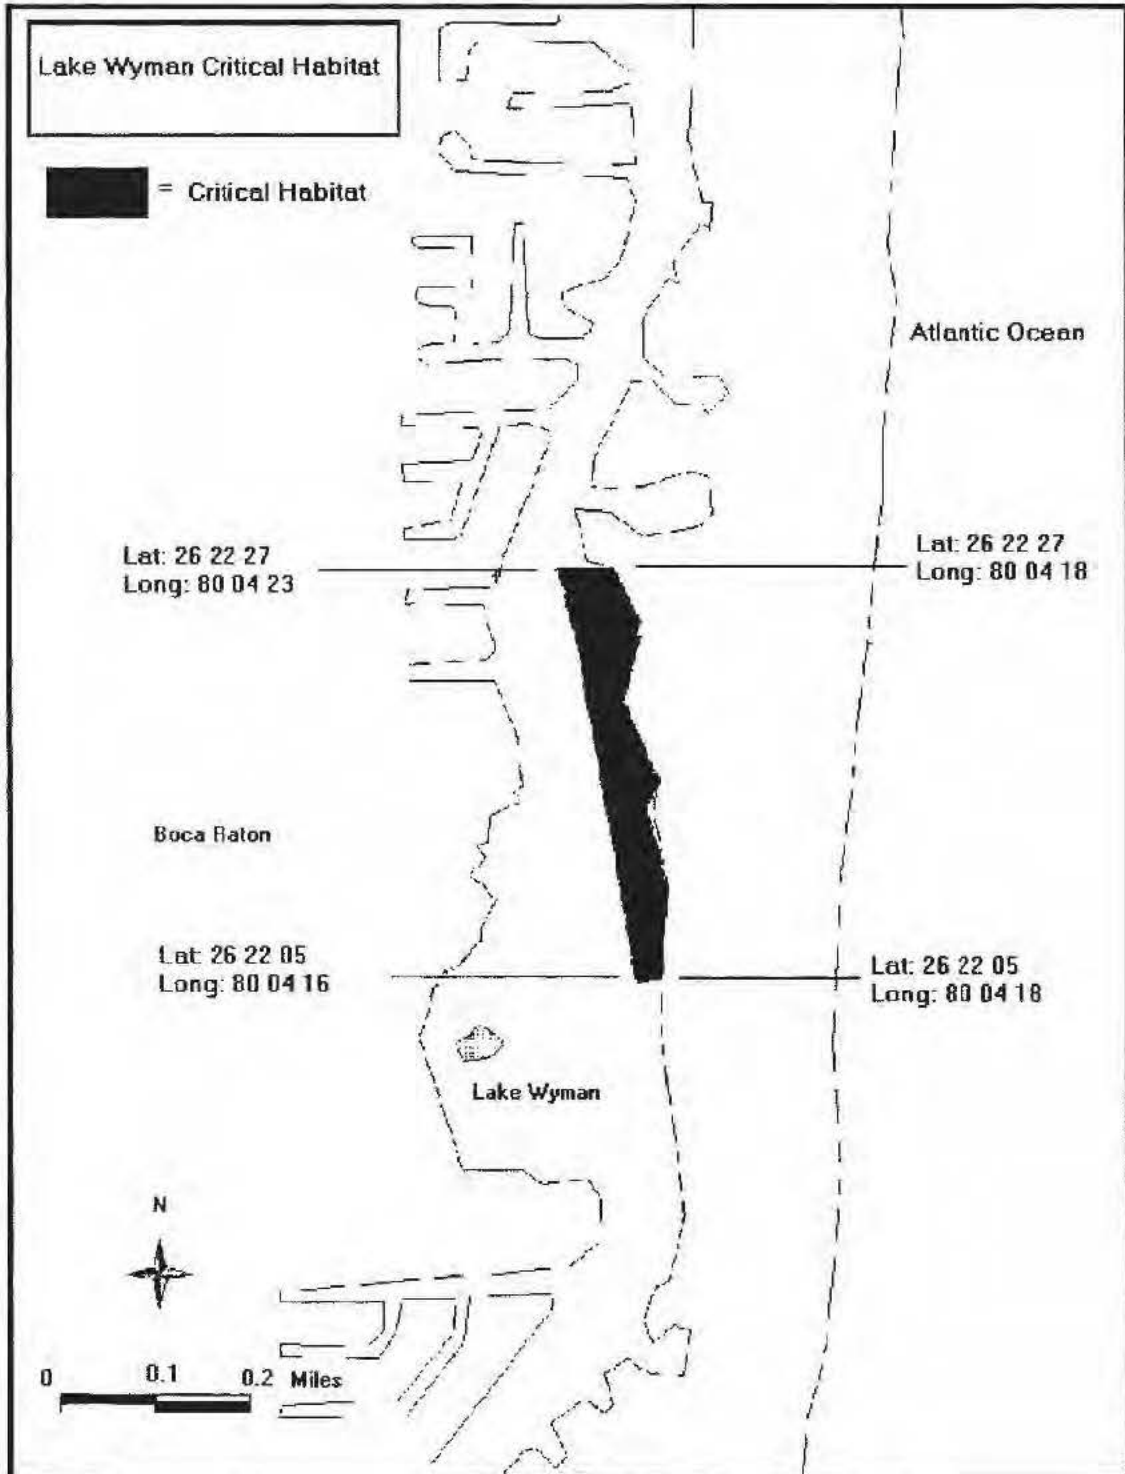 Lake Wyman Critical Habitat
= Critical Habitat
Atlantic Ocean
Lat: 26 22 27
Long: 80 04 23
Lat: 26 22 27
Long: 80 04 18
Boca Raton
Lat: 26 22 05
Long: 80 04 16
Lat: 26 22 05
Long: 80 04 18
Lake Wyman
N
0 0.1 0.2 Miles